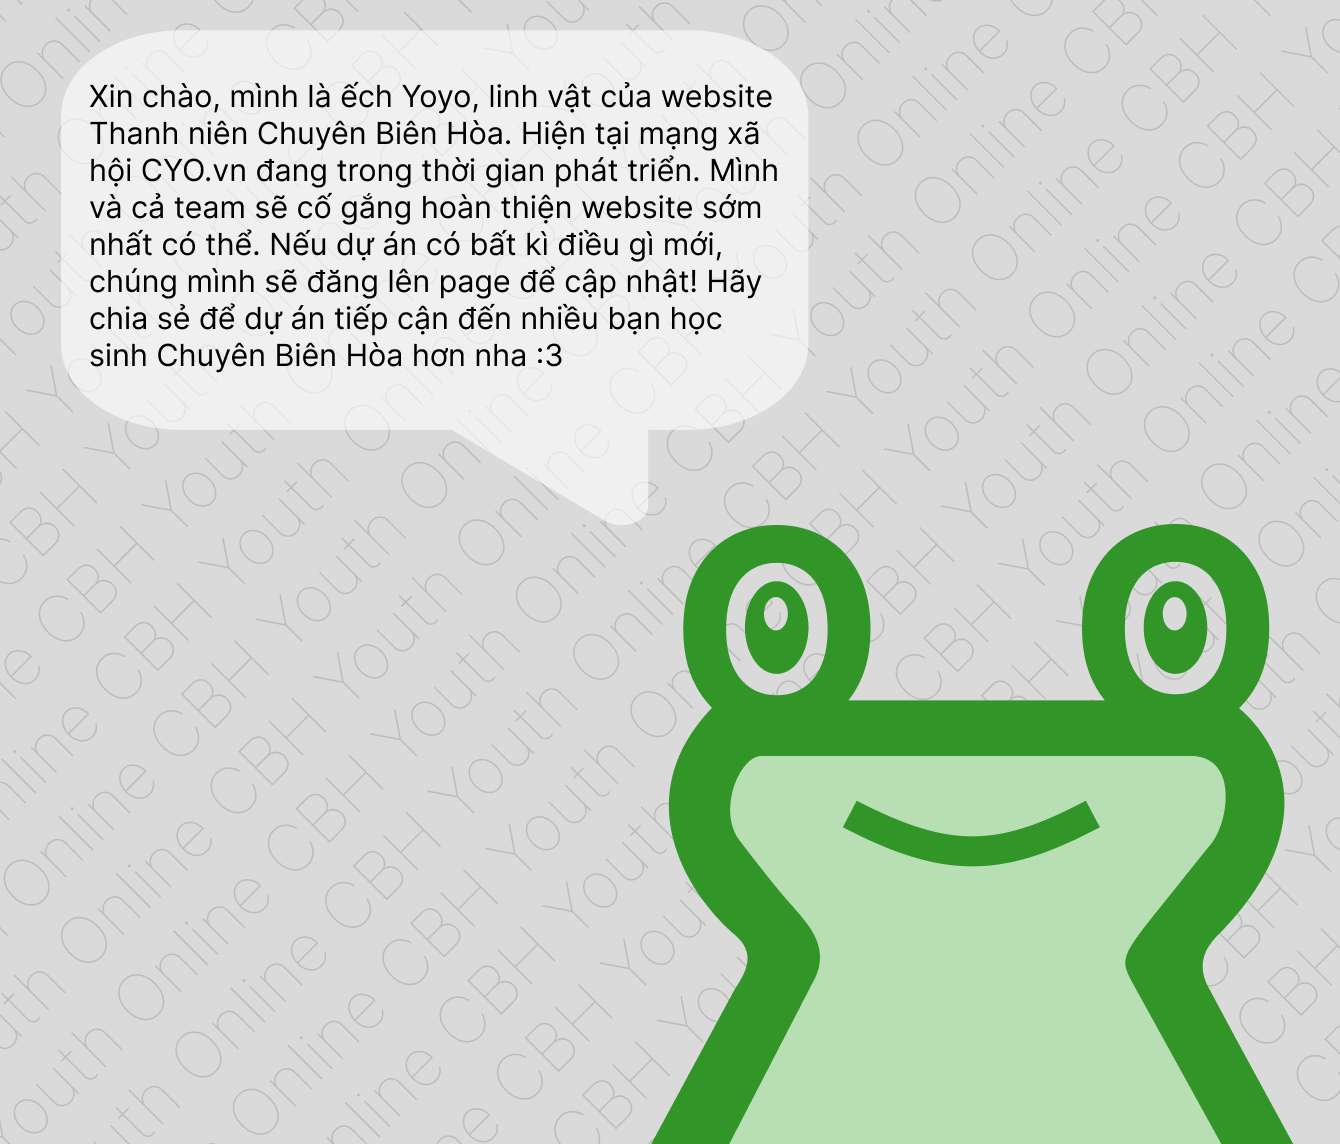 Xin chào, mình là ếch Yoyo, linh vật của website
Thanh niên Chuyên Biên Hòa. Hiện tại mạng xã
hội CYO.vn đang trong thời gian phát triển. Mình
và cả team sẽ cố gắng hoàn thiện website sớm
nhất có thể. Nếu dự án có bất kì điều gì mới,
chúng mình sẽ đăng lên page để cập nhật! Hãy
chia sẻ để dự án tiếp cận đến nhiều bạn học
sinh Chuyên Biên Hòa hơn nha :3
CBH Youth Online